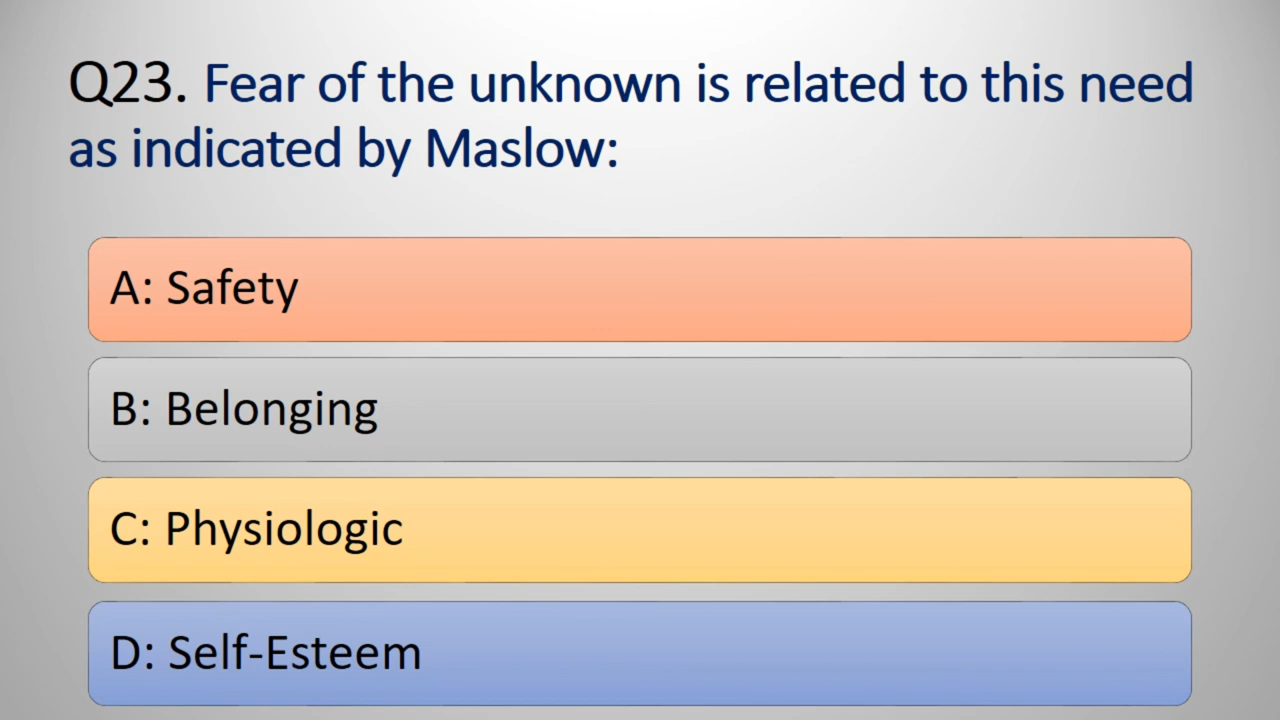 Q23. Fear of the unknown is related to this need
as indicated by Maslow:
A: Safety
B: Belonging
C: Physiologic
D: Self-Esteem